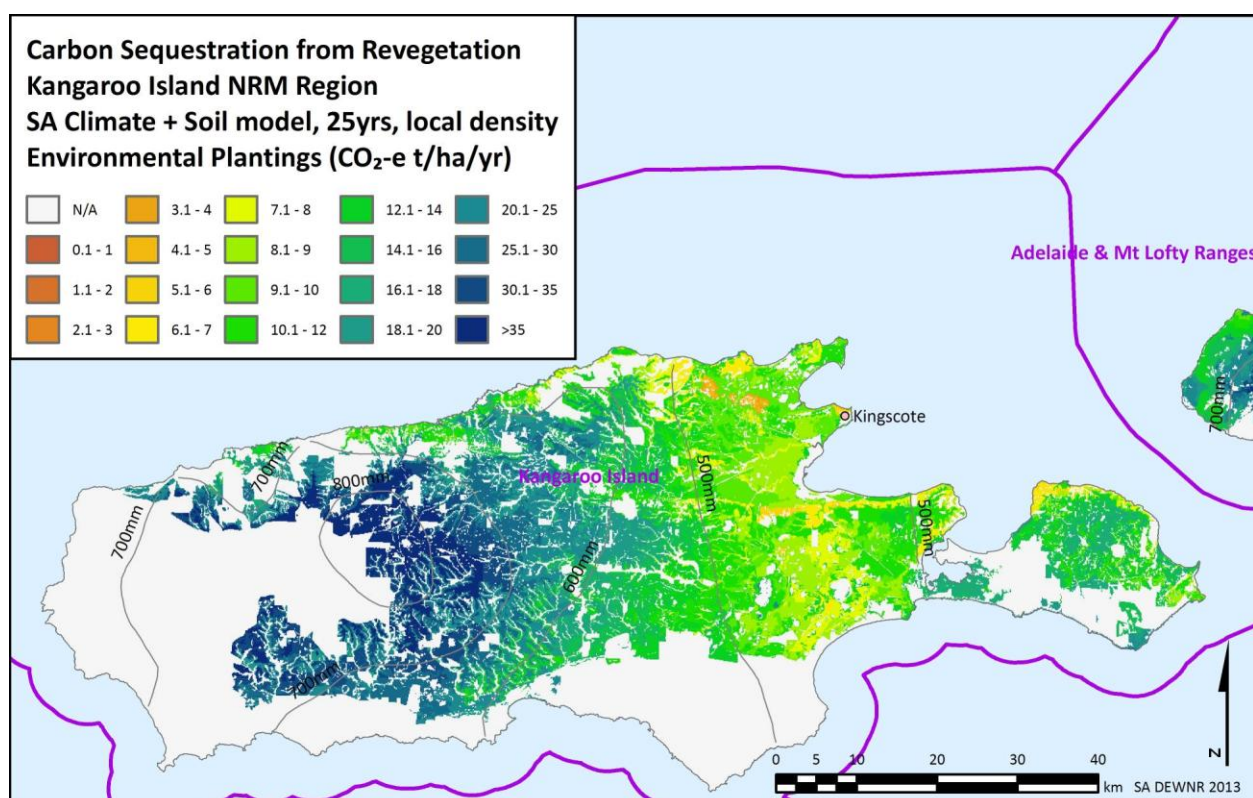 Carbon Sequestration from Revegetation
Kangaroo Island NRM Region
SA Climate + Soil model, 25yrs, local density
Environmental Plantings (CO₂-e t/ha/yr)
N/A
3.1 - 4
7.1 - 8
12.1 - 14
20.1 - 25
0.1 - 1
4.1 - 5
8.1 - 9
14.1 - 16
25.1 - 30
1.1 - 2
5.1 - 6
9.1 - 10
16.1 - 18
30.1 - 35
2.1 - 3
6.1 - 7
10.1 - 12
18.1 - 20
>35
Adelaide & Mt Lofty Ranges
700mm
Kingscote
700mm
800mm
Kangaroo Island
500mm
700mm
500mm
600mm
700mm
N
0 5 10 20 30 40
km
SA DEWNR 2013